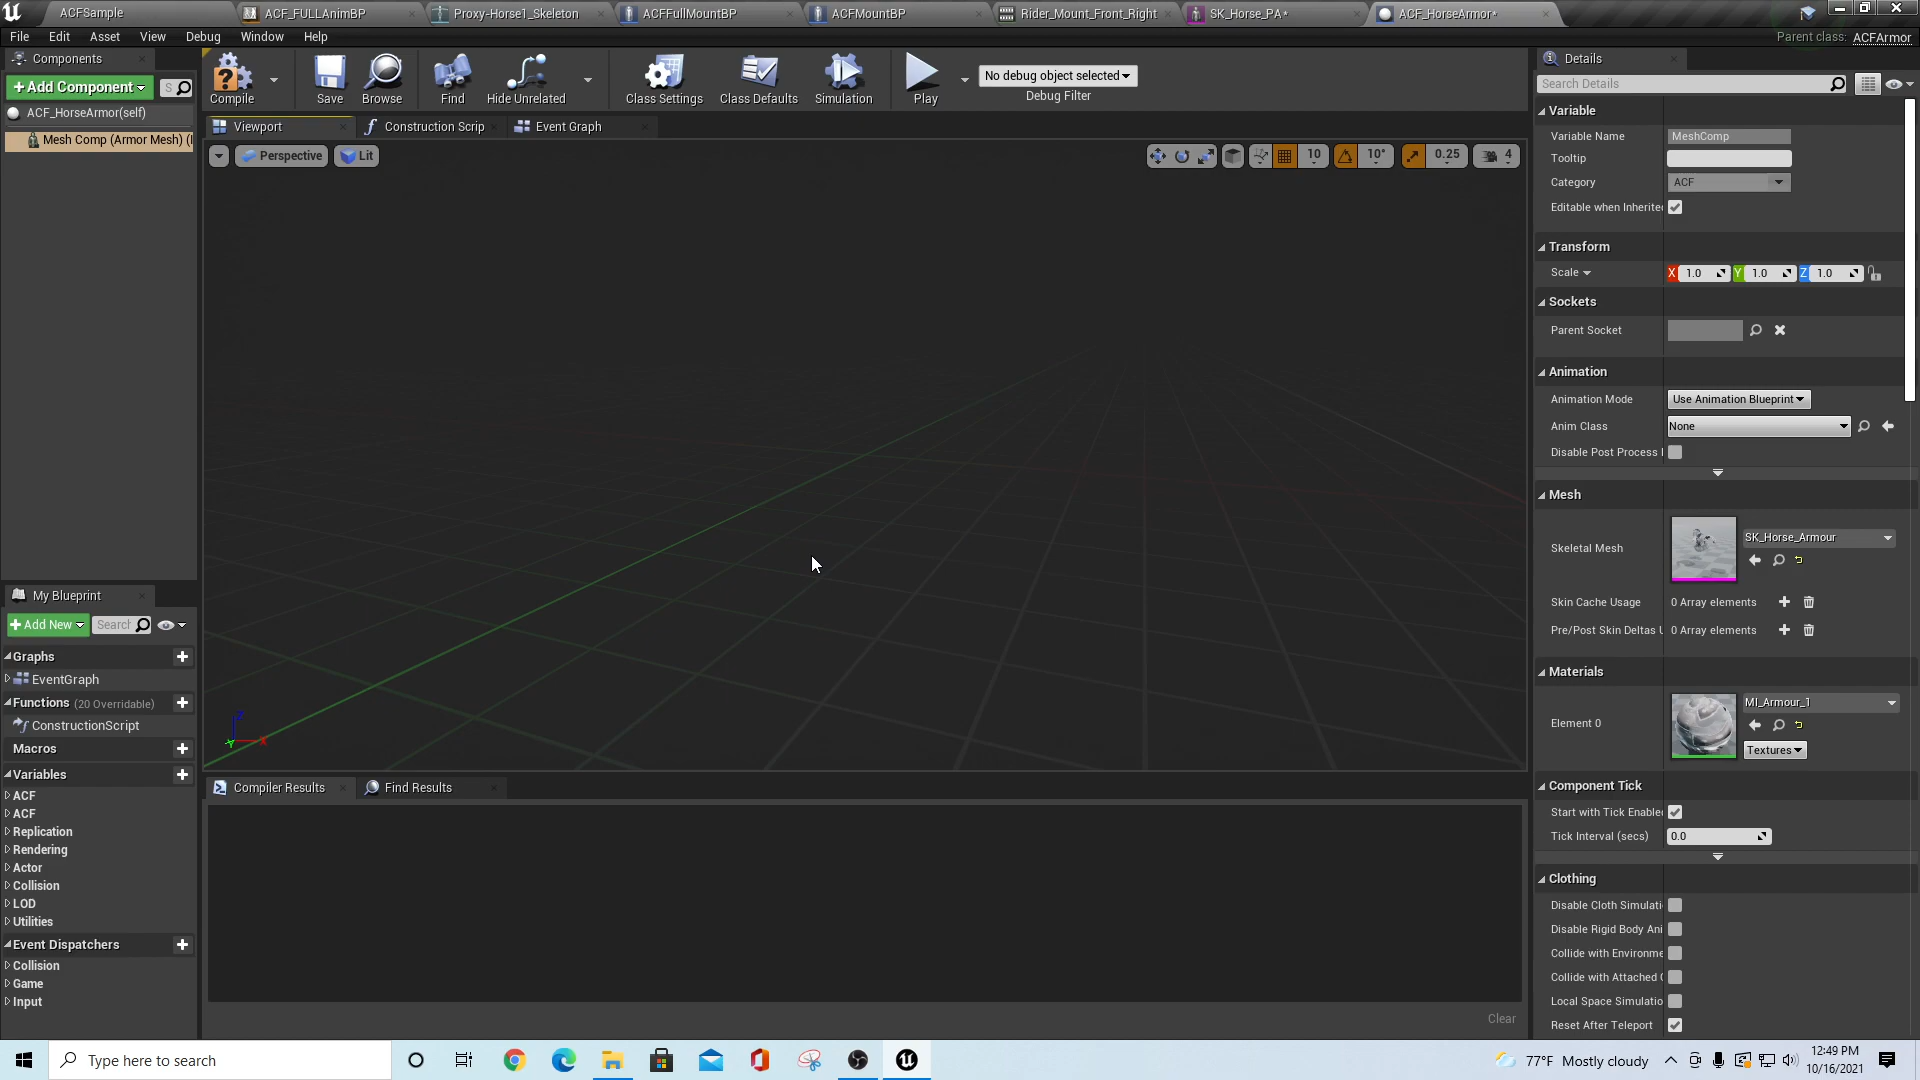 ACFSample
ACF_FULLAnimBP
Proxy-Horse1_Skeleton
ACFFullMountBP
ACFMountBP
Rider_Mount_Front_Right
SK_Horse_PA*
ACF_HorseArmor*
File Edit Asset View Debug Window Help
Parent class: ACFArmor
Components
+Add Component
S
ACF_HorseArmor(self)
Mesh Comp (Armor Mesh) (I
Compile
Save
Browse
Find
Hide Unrelated
Class Settings
Class Defaults
Simulation
Play
No debug object selected
Debug Filter
Viewport
Construction Scrip
Event Graph
Perspective
Lit
10
10°
0.25
4
Details
Search Details
Variable
Variable Name MeshComp
Tooltip
Category ACF
Editable when Inherite
Transform
Scale X 1.0 Y 1.0 Z 1.0
Sockets
Parent Socket
Animation
Animation Mode Use Animation Blueprint
Anim Class None
Disable Post Process
Mesh
Skeletal Mesh SK_Horse_Armour
Skin Cache Usage 0 Array elements
Pre/Post Skin Deltas U 0 Array elements
Materials
Element 0 MI_Armour_1
Textures
Component Tick
Start with Tick Enable
Tick Interval (secs) 0.0
Clothing
Disable Cloth Simulati
Disable Rigid Body Ani
Collide with Environme
Collide with Attached C
Local Space Simulatio
Reset After Teleport
My Blueprint
+Add New
Search
Graphs
EventGraph
Functions (20 Overridable)
ConstructionScript
Macros
Variables
ACF
ACF
Replication
Rendering
Actor
Collision
LOD
Utilities
Event Dispatchers
Collision
Game
Input
Z
X
Y
Compiler Results
Find Results
Clear
Type here to search
77°F Mostly cloudy
12:49 PM
10/16/2021